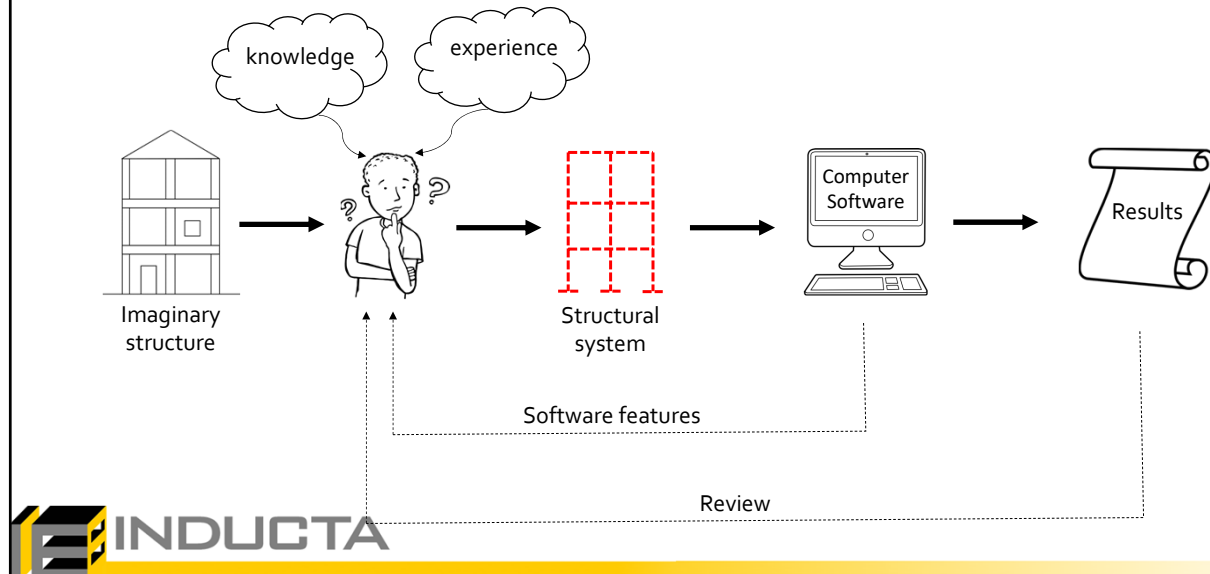 knowledge
experience
?
?
Computer
Software
Results
Imaginary
structure
Structural
system
Software features
Review
INDUCTA